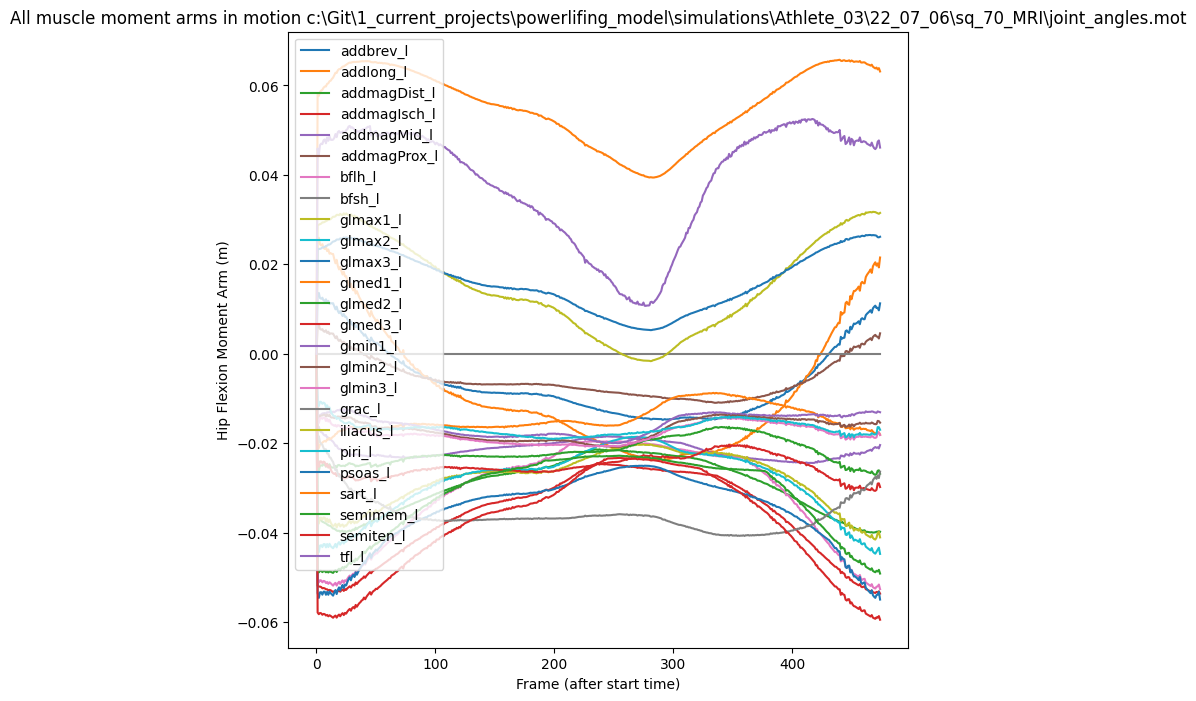 All muscle moment arms in motion c:\Git\1_current_projects\powerlifing_model\simulations\Athlete_03\22_07_06\sq_70_MRI\joint_angles.mot
addbrev_l
addlong_l
addmagDist_l
addmagIsch_l
addmagMid_l
addmagProx_l
bflh_l
bfsh_l
glmax1_l
glmax2_l
glmax3_l
glmed1_l
glmed2_l
glmed3_l
glmin1_l
glmin2_l
glmin3_l
grac_l
iliacus_l
piri_l
psoas_l
sart_l
semimem_l
semiten_l
tfl_l
Hip Flexion Moment Arm (m)
0.06
0.04
0.02
0.00
−0.02
−0.04
−0.06
0 100 200 300 400
Frame (after start time)